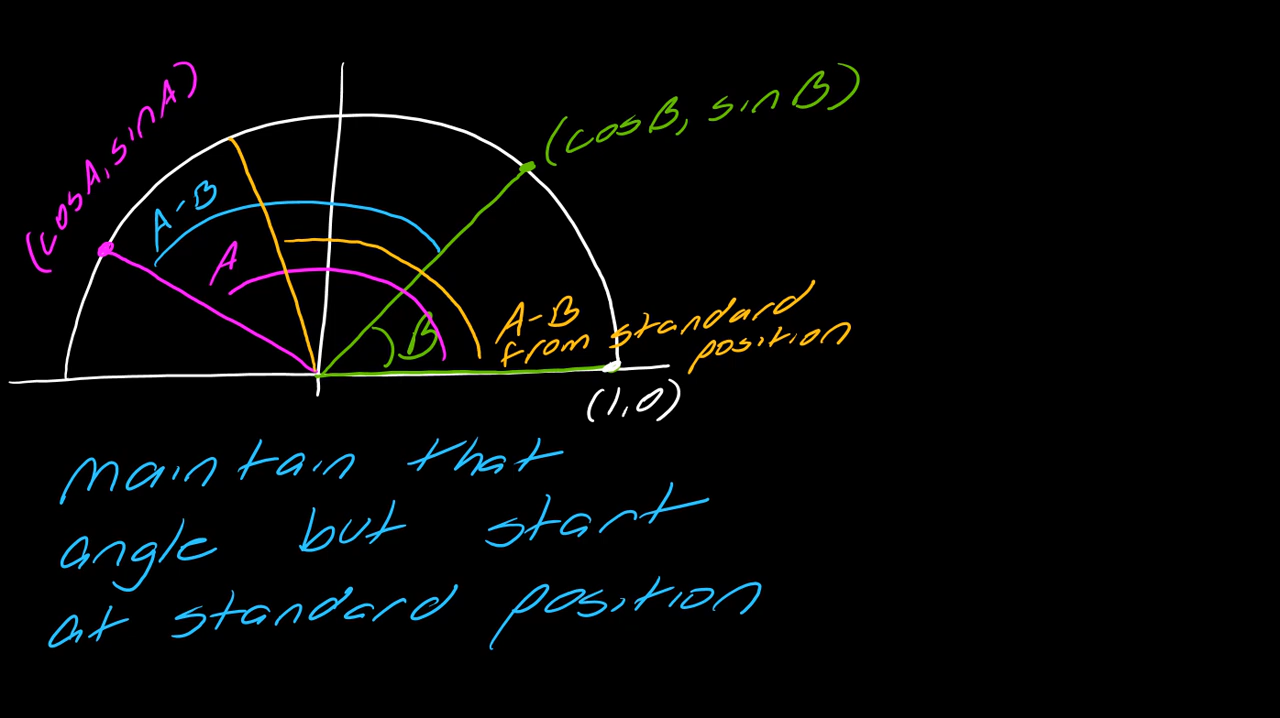 (cosA, sinA)
(cosB, sinB)
A-B
A
B
A-B
from standard
position
(1,0)
maintain that
angle but start
at standard position